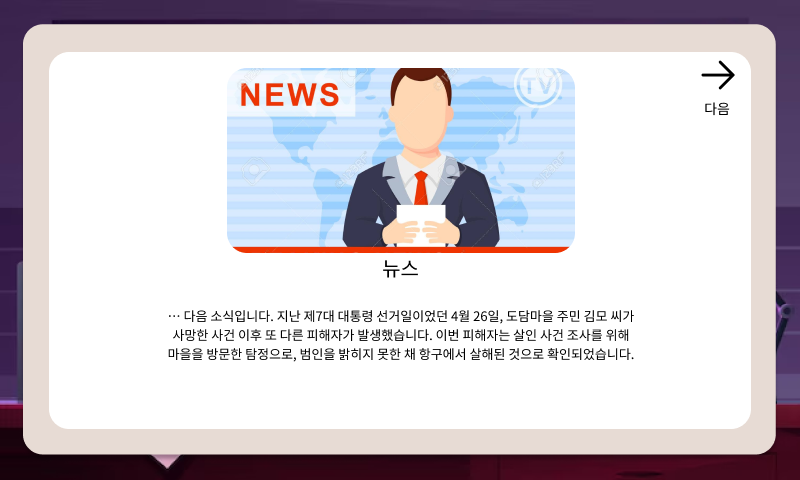 NEWS
TV
다음
뉴스
… 다음 소식입니다. 지난 제7대 대통령 선거일이었던 4월 26일, 도담마을 주민 김모 씨가
사망한 사건 이후 또 다른 피해자가 발생했습니다. 이번 피해자는 살인 사건 조사를 위해
마을을 방문한 탐정으로, 범인을 밝히지 못한 채 항구에서 살해된 것으로 확인되었습니다.